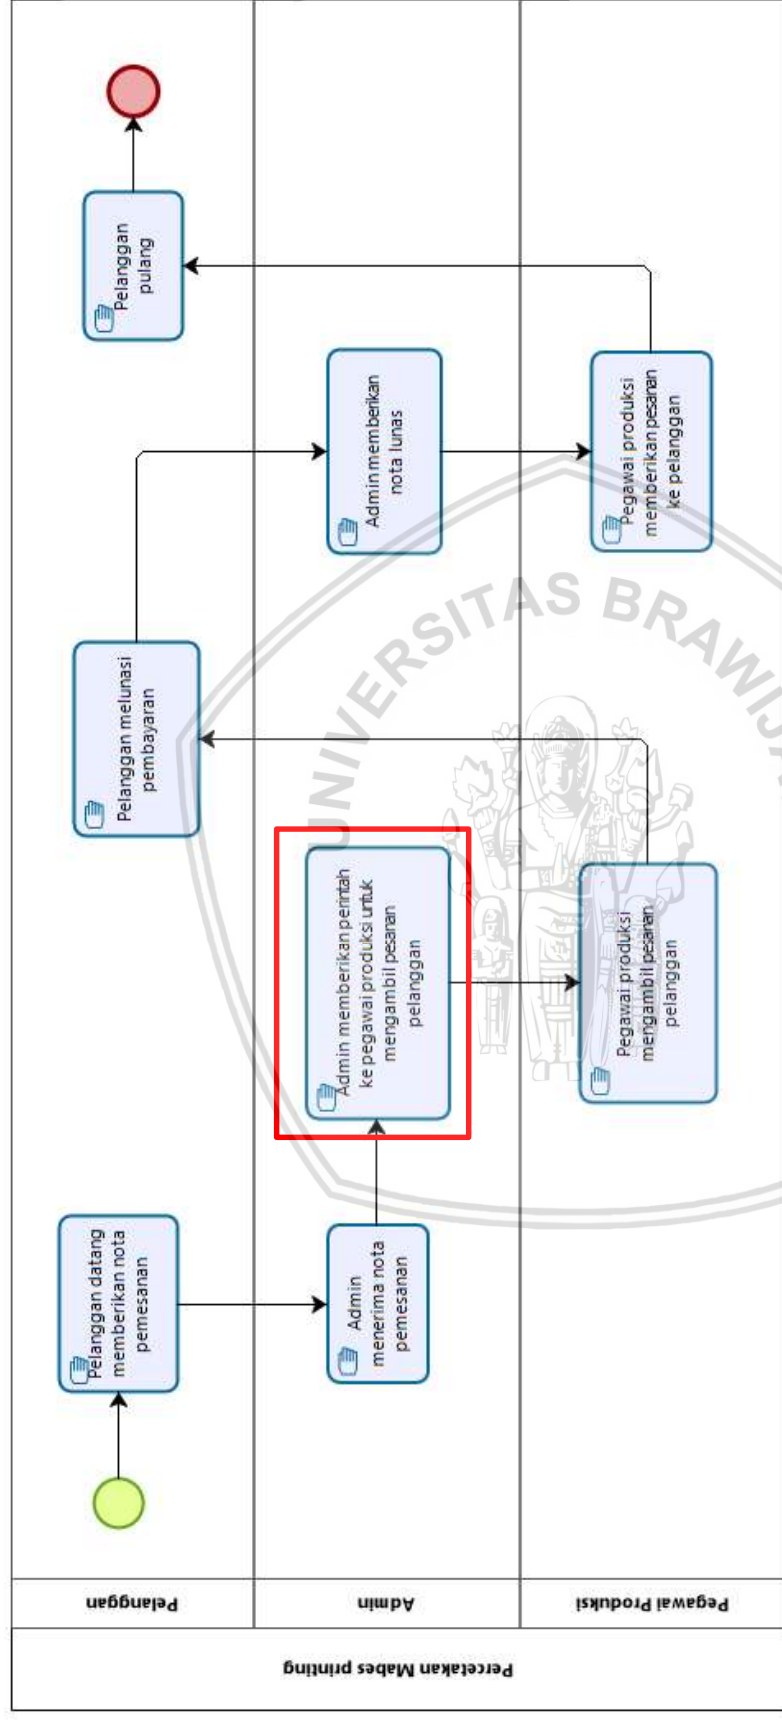 Percetakan Mabes printing
Pelanggan
Pelanggan datang
memberikan nota
pemesanan
Pelanggan melunasi
pembayaran
Pelanggan
pulang
Admin
Admin
menerima nota
pemesanan
Admin memberikan perintah
ke pegawai produksi untuk
mengambil pesanan
pelanggan
Admin memberikan
nota lunas
Pegawai Produksi
Pegawai produksi
mengambil pesanan
pelanggan
Pegawai produksi
memberikan pesanan
ke pelanggan
UNIVERSITAS BRAWIJA